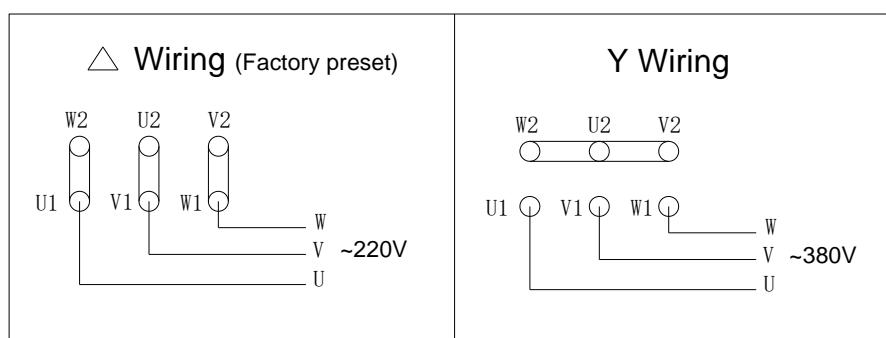 △ Wiring (Factory preset)
W2 U2 V2
U1 V1 W1
W
V ~220V
U
Y Wiring
W2 U2 V2
U1 V1 W1
W
V ~380V
U